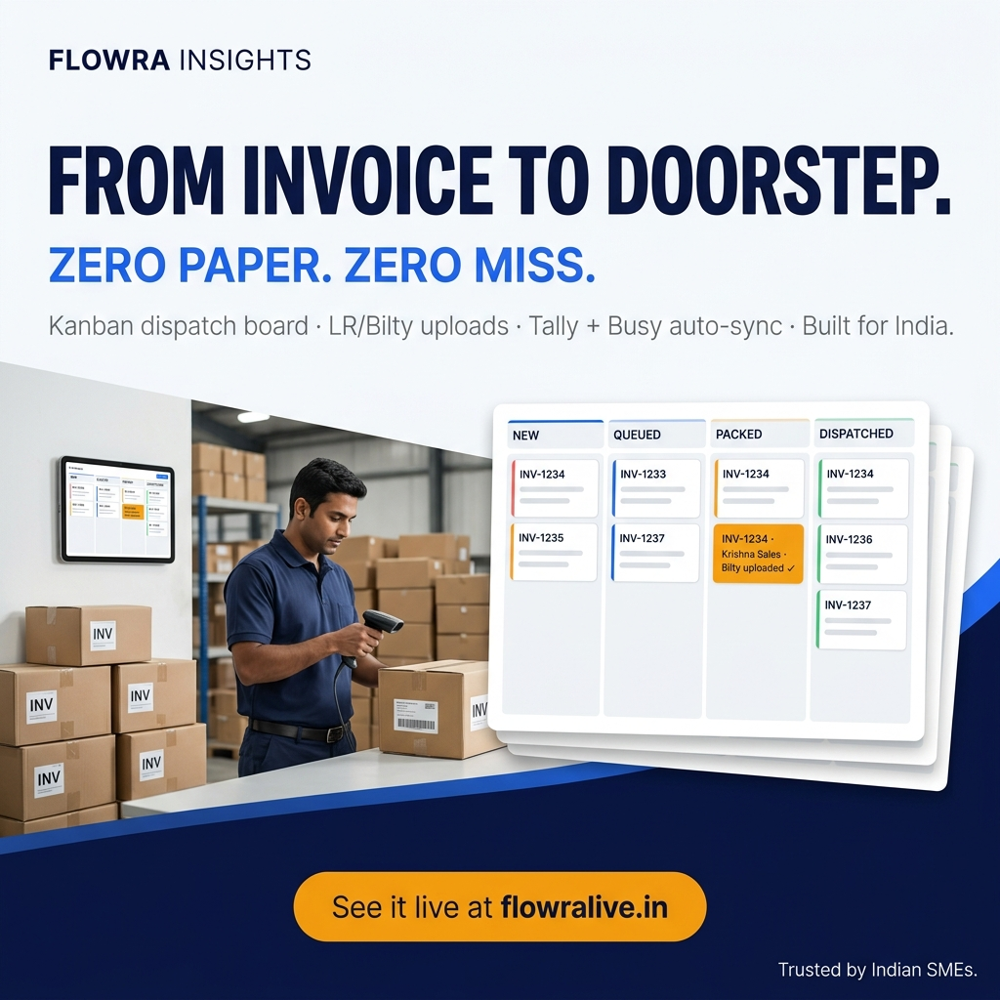 FLOWRA INSIGHTS
FROM INVOICE TO DOORSTEP.
ZERO PAPER. ZERO MISS.
Kanban dispatch board · LR/Bilty uploads · Tally + Busy auto-sync · Built for India.
NEW
INV-1234
INV-1235
QUEUED
INV-1233
INV-1237
PACKED
INV-1234
INV-1234 ·
Krishna Sales ·
Bilty uploaded ✓
DISPATCHED
INV-1234
INV-1236
INV-1237
INV
INV
INV
INV
INV
INV
See it live at flowralive.in
Trusted by Indian SMEs.